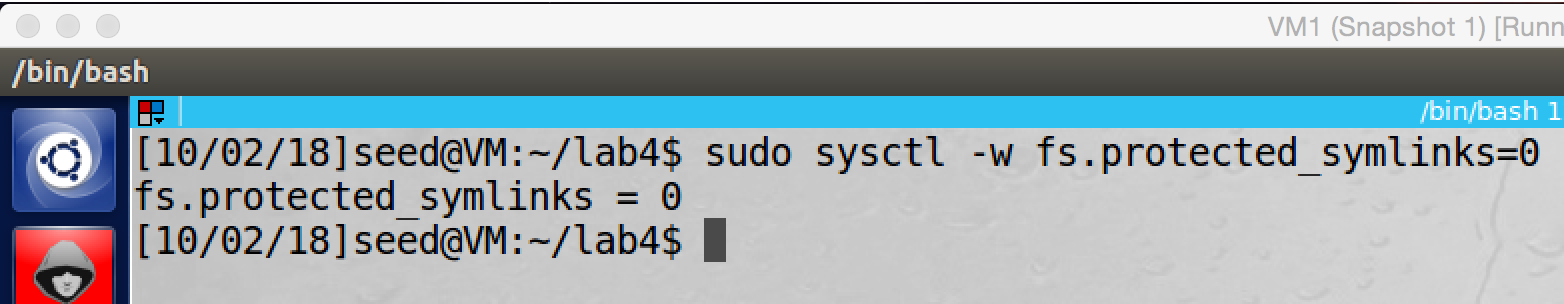 VM1 (Snapshot 1) [Runn
/bin/bash
/bin/bash 1
[10/02/18]seed@VM:~/lab4$ sudo sysctl -w fs.protected_symlinks=0
fs.protected_symlinks = 0
[10/02/18]seed@VM:~/lab4$